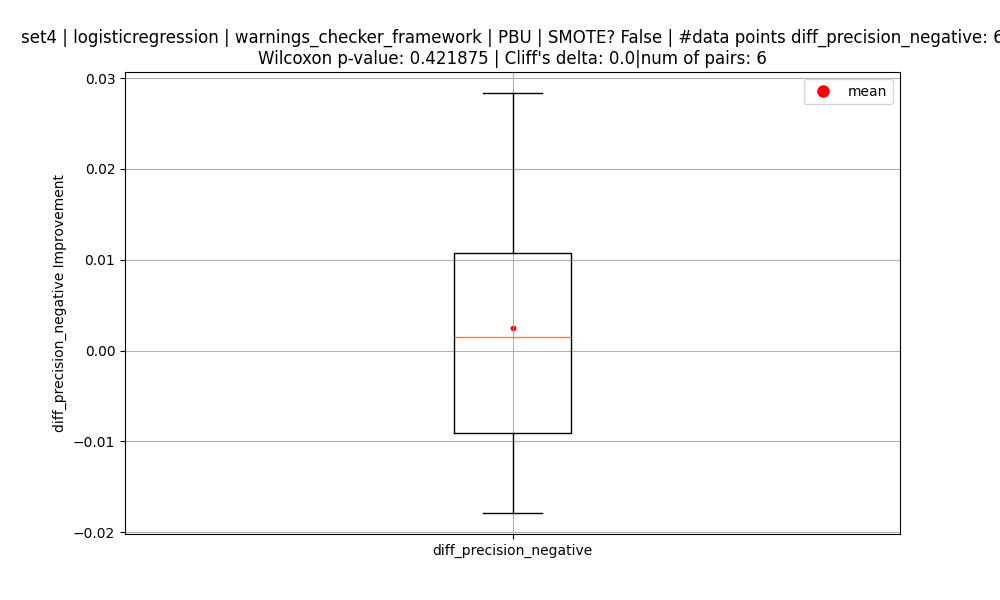 set4 | logisticregression | warnings_checker_framework | PBU | SMOTE? False | #data points diff_precision_negative: 6
Wilcoxon p-value: 0.421875 | Cliff's delta: 0.0|num of pairs: 6
mean
0.03
0.02
0.01
0.00
−0.01
−0.02
diff_precision_negative Improvement
diff_precision_negative